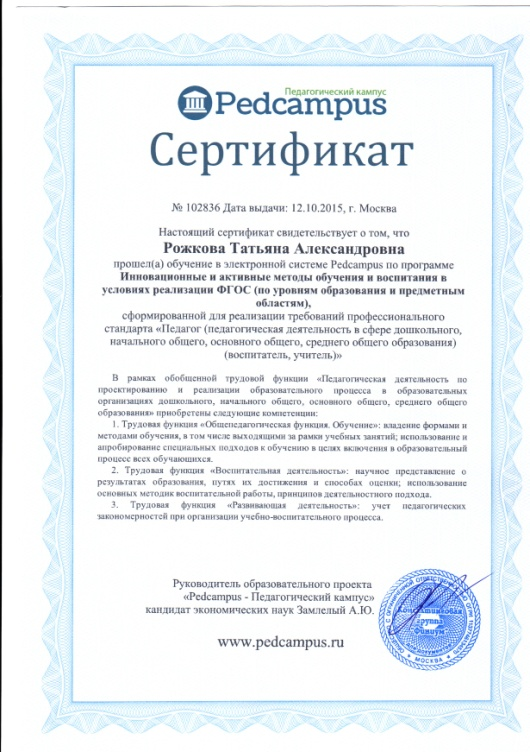 Педагогический кампус
Pedcampus
Сертификат
№ 102836 Дата выдачи: 12.10.2015, г. Москва
Настоящий сертификат свидетельствует о том, что
Рожкова Татьяна Александровна
прошел(а) обучение в электронной системе Pedcampus по программе
Инновационные и активные методы обучения и воспитания в
условиях реализации ФГОС (по уровням образования и предметным
областям),
сформированной для реализации требований профессионального
стандарта «Педагог (педагогическая деятельность в сфере дошкольного,
начального общего, основного общего, среднего общего образования)
(воспитатель, учитель)»
В рамках обобщенной трудовой функции «Педагогическая деятельность по
проектированию и реализации образовательного процесса в образовательных
организациях дошкольного, начального общего, основного общего, среднего общего
образования» приобретены следующие компетенции:
1. Трудовая функция «Общепедагогическая функция. Обучение»: владение формами и
методами обучения, в том числе выходящими за рамки учебных занятий; использование и
апробирование специальных подходов к обучению в целях включения в образовательный
процесс всех обучающихся.
2. Трудовая функция «Воспитательная деятельность»: научное представление о
результатах образования, путях их достижения и способах оценки; использование
основных методик воспитательной работы, принципов деятельностного подхода.
3. Трудовая функция «Развивающая деятельность»: учет педагогических
закономерностей при организации учебно-воспитательного процесса.
Руководитель образовательного проекта
«Pedcampus - Педагогический кампус»
кандидат экономических наук Замлелый А.Ю.
www.pedcampus.ru
группа
МОСКВА